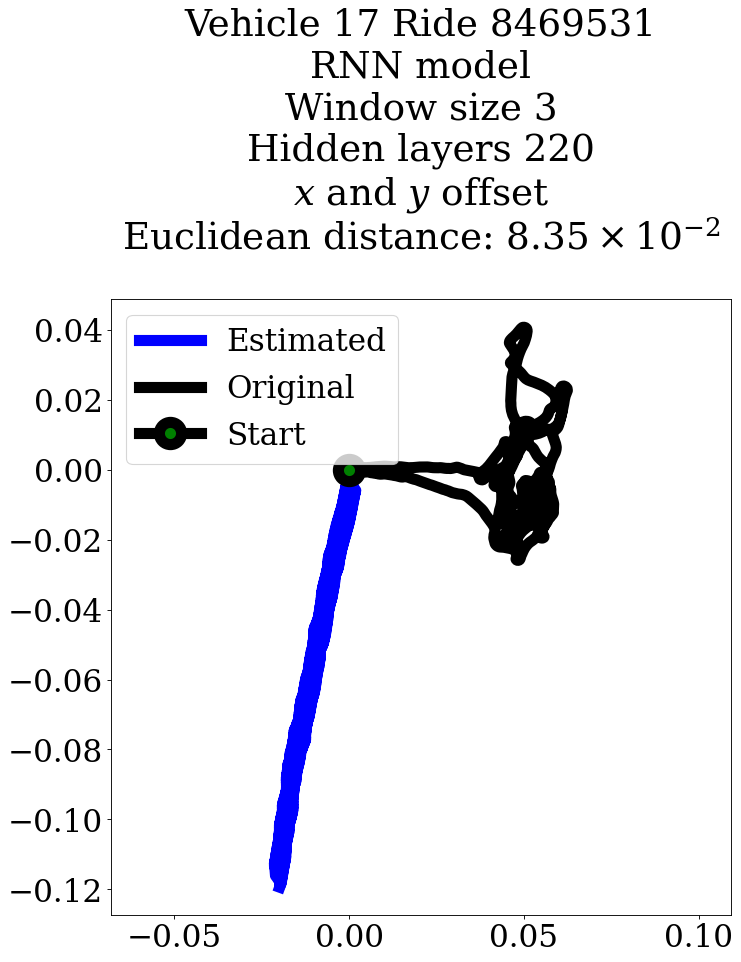 Vehicle 17 Ride 8469531
RNN model
Window size 3
Hidden layers 220
x and y offset
Euclidean distance: 8.35 × 10⁻²
Estimated
Original
Start
0.04
0.02
0.00
−0.02
−0.04
−0.06
−0.08
−0.10
−0.12
−0.05 0.00 0.05 0.10